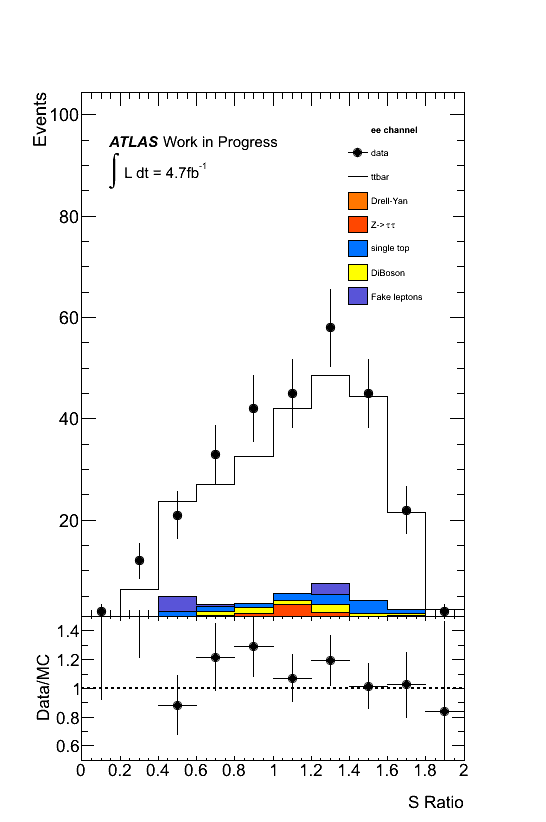 Events
100
80
60
40
20
ATLAS Work in Progress
∫ L dt = 4.7fb⁻¹
ee channel
data
ttbar
Drell-Yan
Z->ττ
single top
DiBoson
Fake leptons
Data/MC
1.4
1.2
1
0.8
0.6
0 0.2 0.4 0.6 0.8 1 1.2 1.4 1.6 1.8 2
S Ratio